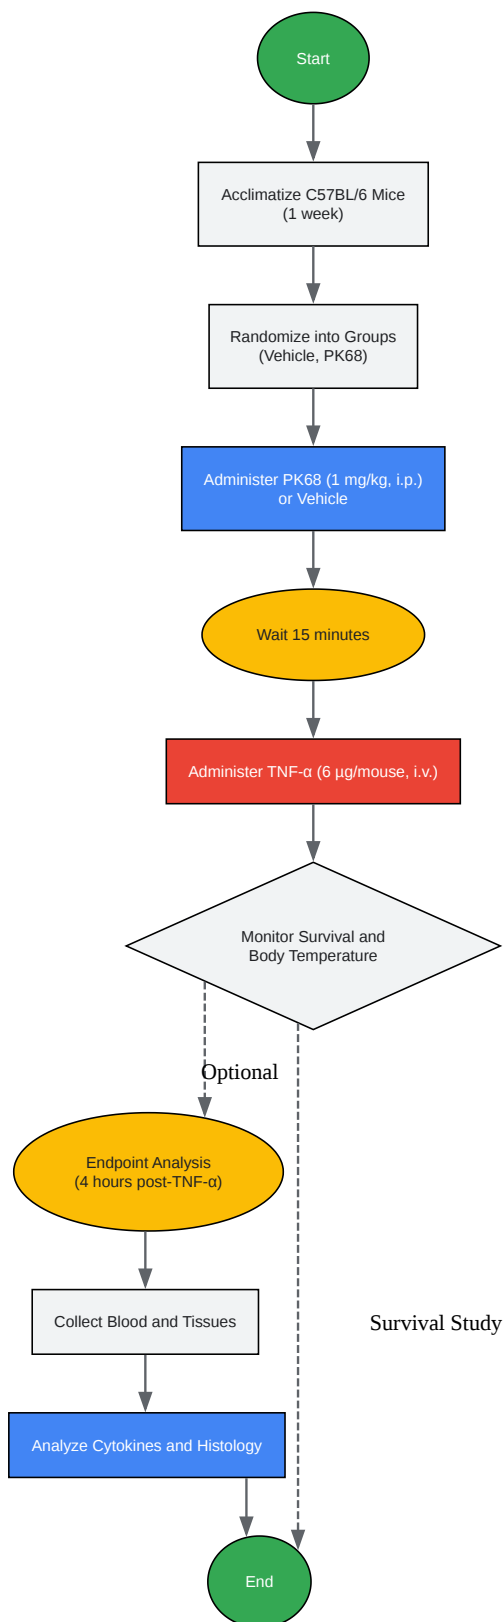 Start
Acclimatize C57BL/6 Mice
(1 week)
Randomize into Groups
(Vehicle, PK68)
Administer PK68 (1 mg/kg, i.p.)
or Vehicle
Wait 15 minutes
Administer TNF-α (6 µg/mouse, i.v.)
Monitor Survival and
Body Temperature
Optional
Endpoint Analysis
(4 hours post-TNF-α)
Collect Blood and Tissues
Survival Study
Analyze Cytokines and Histology
End